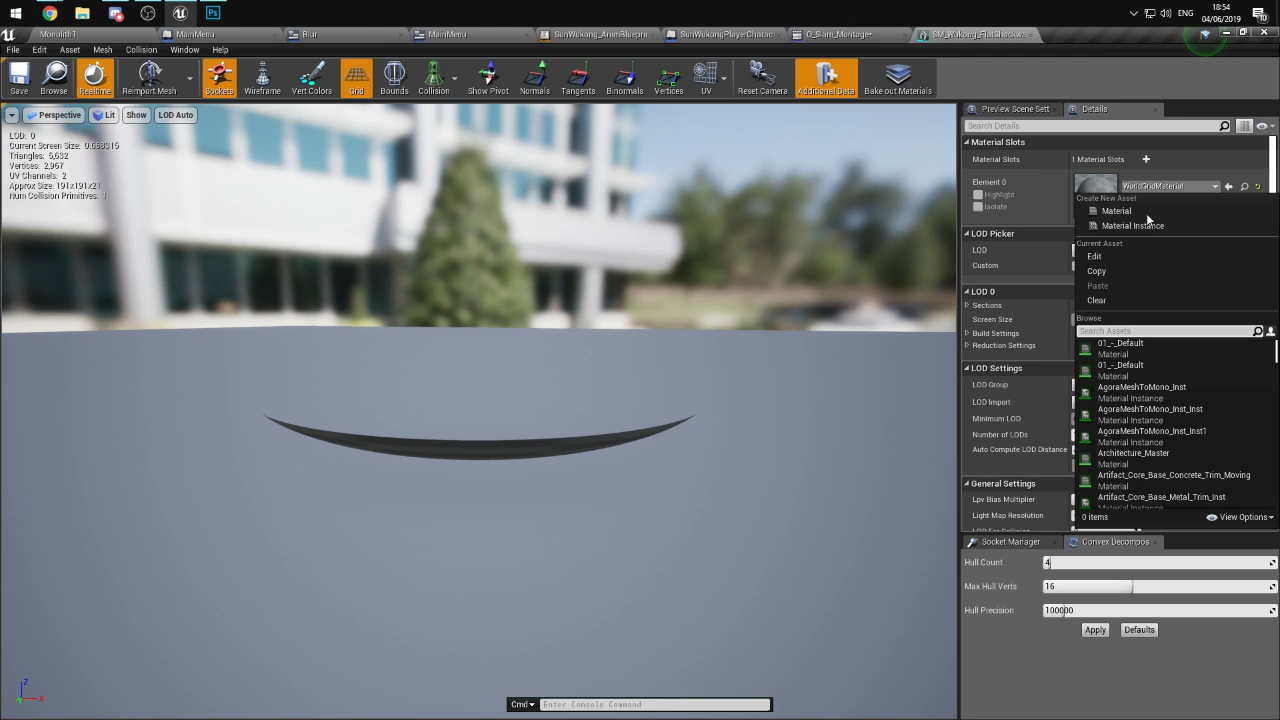 18:54
ENG
04/06/2019
10
Monolith1
MainMenu
Blur
MainMenu
SunWukong_AnimBluepr
SunWukongPlayerCharac
Q_Slam_Montage*
SM_Wukong_FlatShockw
File Edit Asset Mesh Collision Window Help
Save Browse Realtime Reimport Mesh Sockets Wireframe Vert Colors Grid Bounds Collision Show Pivot Normals Tangents Binormals Vertices UV Reset Camera Additional Data Bake out Materials
Perspective Lit Show LOD Auto
LOD: 0
Current Screen Size: 0.668315
Triangles: 5,632
Vertices: 2,967
UV Channels: 2
Approx Size: 191x191x21
Num Collision Primitives: 1
Z
X
Cmd Enter Console Command
Preview Scene Sett Details
Search Details
Material Slots
Material Slots 1 Material Slots
Element 0
Highlight
Isolate
WorldGridMaterial
LOD Picker
LOD
Custom
LOD 0
Sections
Screen Size
Build Settings
Reduction Settings
LOD Settings
LOD Group
LOD Import
Minimum LOD
Number of LODs
Auto Compute LOD Distance
General Settings
Lpv Bias Multiplier
Light Map Resolution
Create New Asset
Material
Material Instance
Current Asset
Edit
Copy
Paste
Clear
Browse
Search Assets
01_-_Default
Material
01_-_Default
Material
AgoraMeshToMono_Inst
Material Instance
AgoraMeshToMono_Inst_Inst
Material Instance
AgoraMeshToMono_Inst_Inst1
Material Instance
Architecture_Master
Material
Artifact_Core_Base_Concrete_Trim_Moving
Material
Artifact_Core_Base_Metal_Trim_Inst
Material Instance
0 items View Options
Socket Manager Convex Decompos
Hull Count 4
Max Hull Verts 16
Hull Precision 100000
Apply Defaults